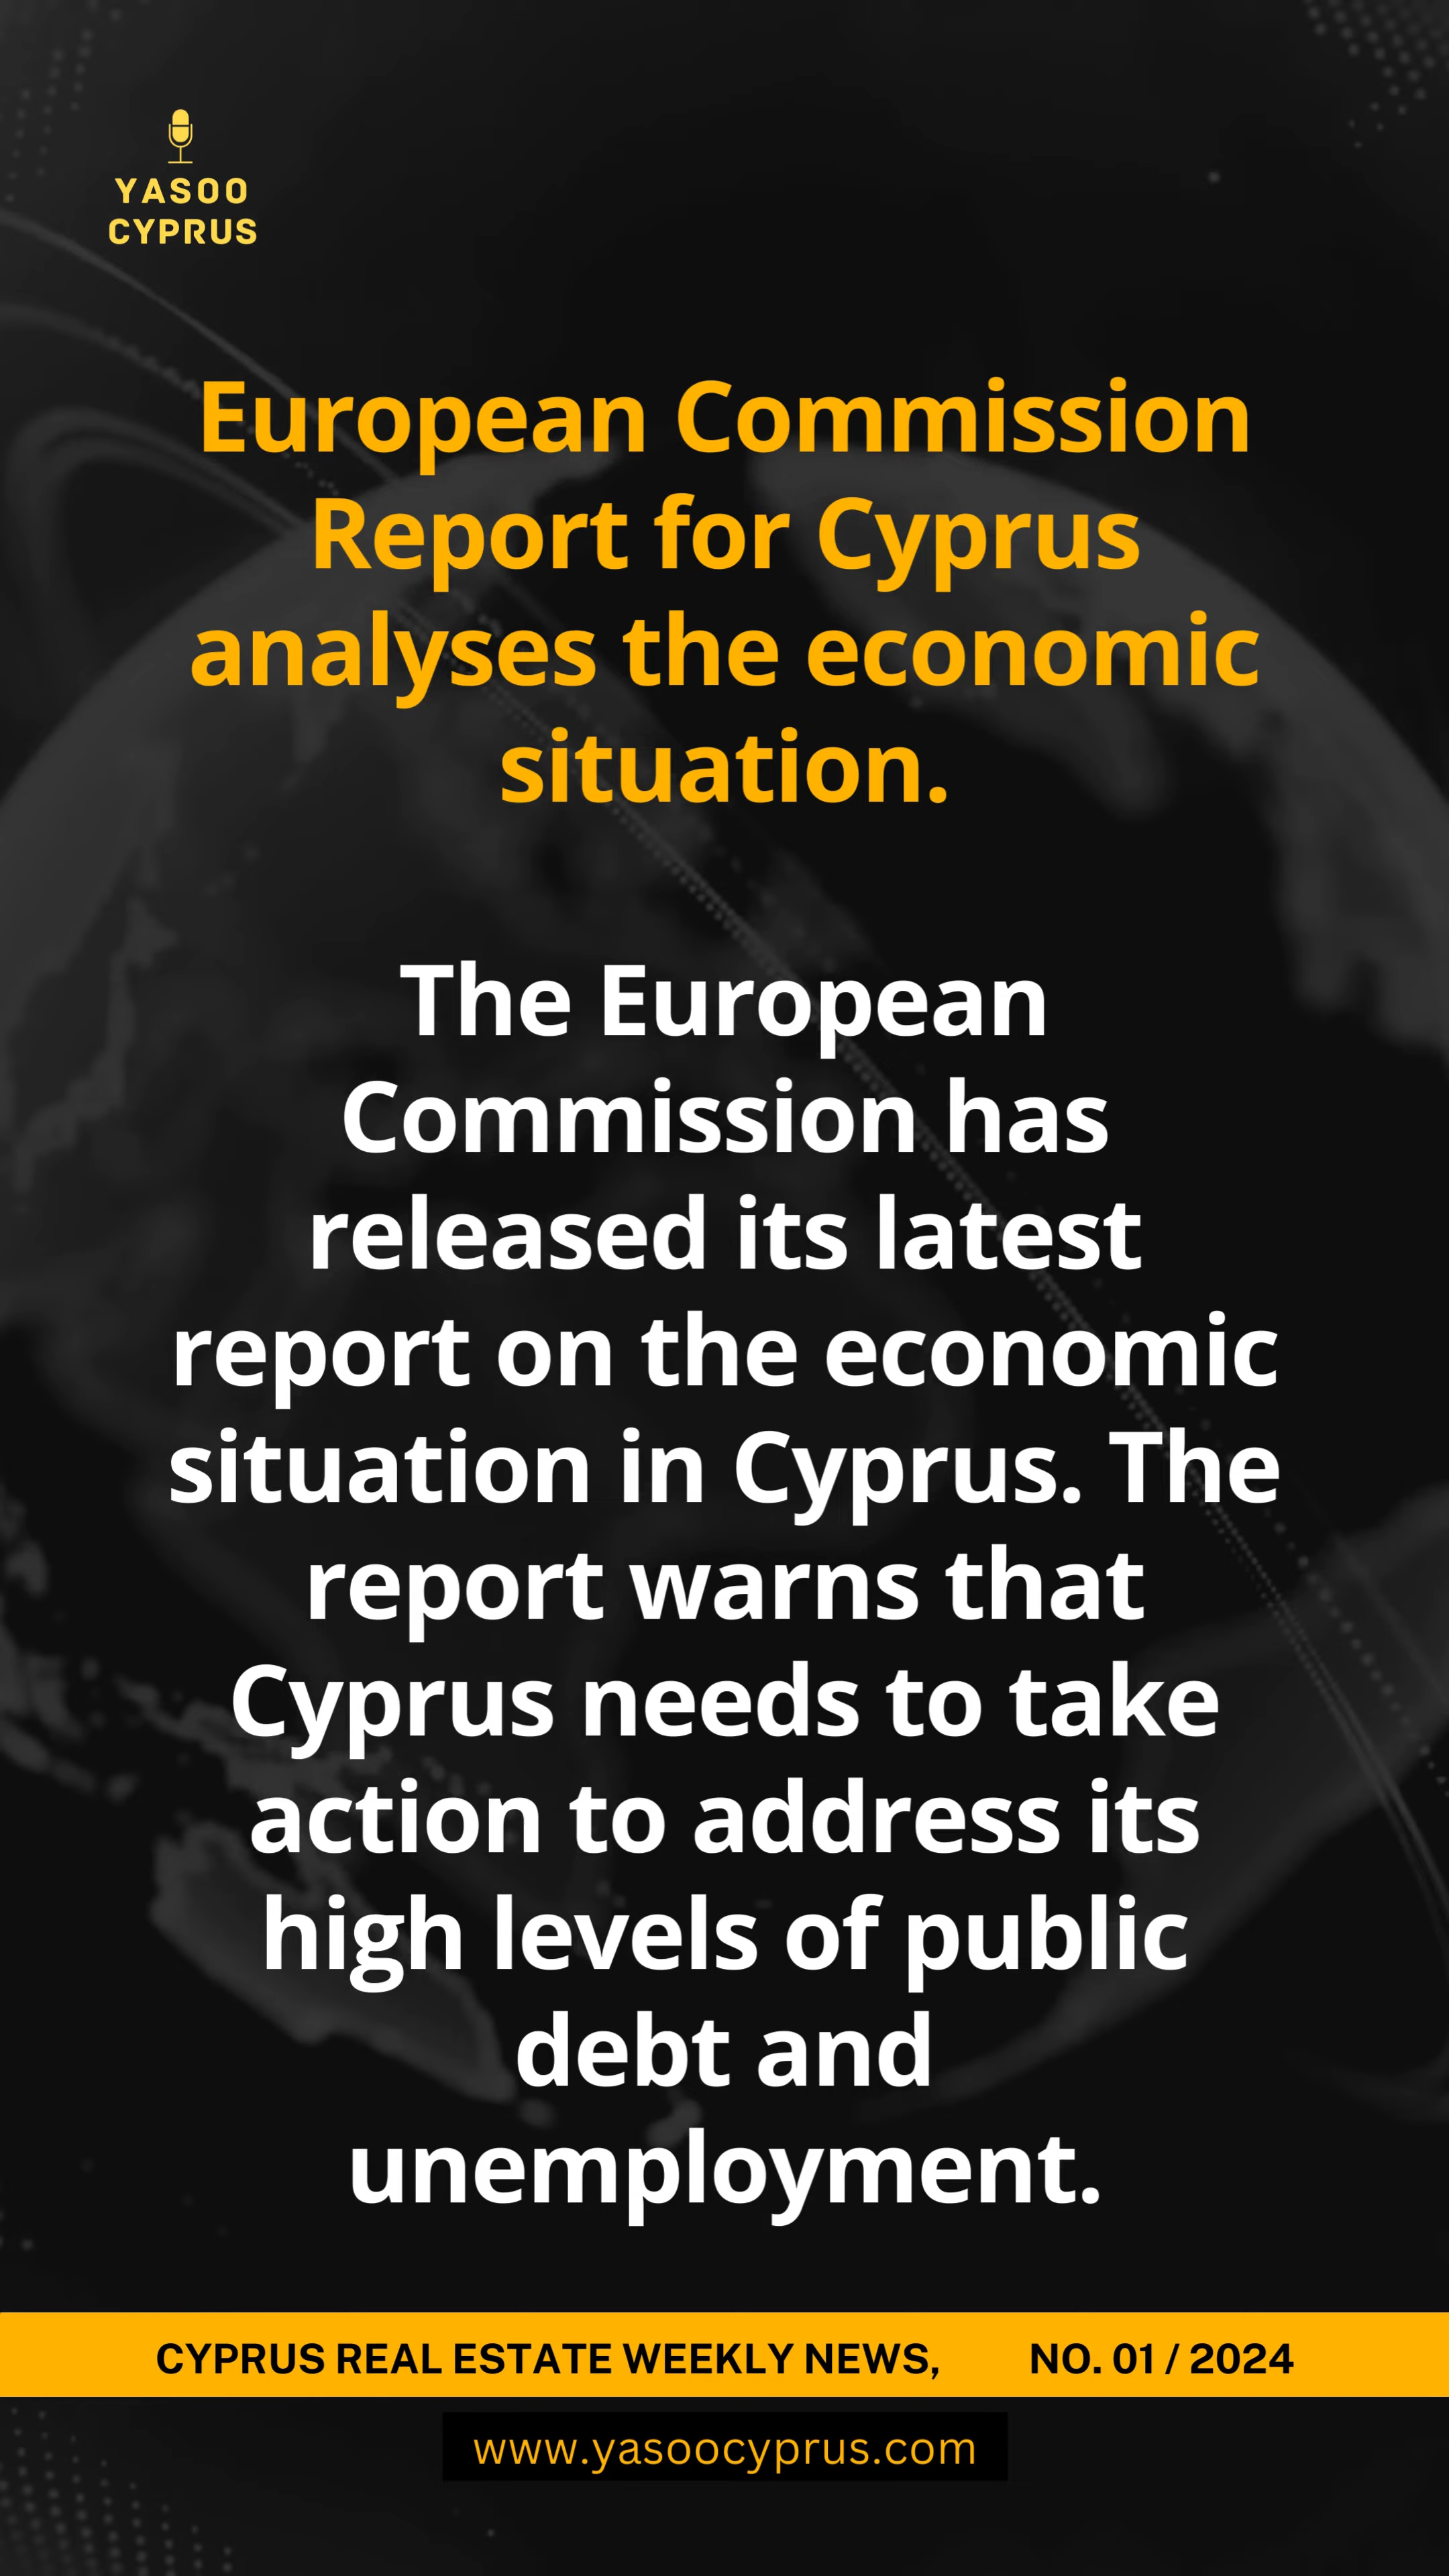 YASOO
CYPRUS
European Commission
Report for Cyprus
analyses the economic
situation.
The European
Commission has
released its latest
report on the economic
situation in Cyprus. The
report warns that
Cyprus needs to take
action to address its
high levels of public
debt and
unemployment.
CYPRUS REAL ESTATE WEEKLY NEWS, NO. 01 / 2024
www.yasoocyprus.com